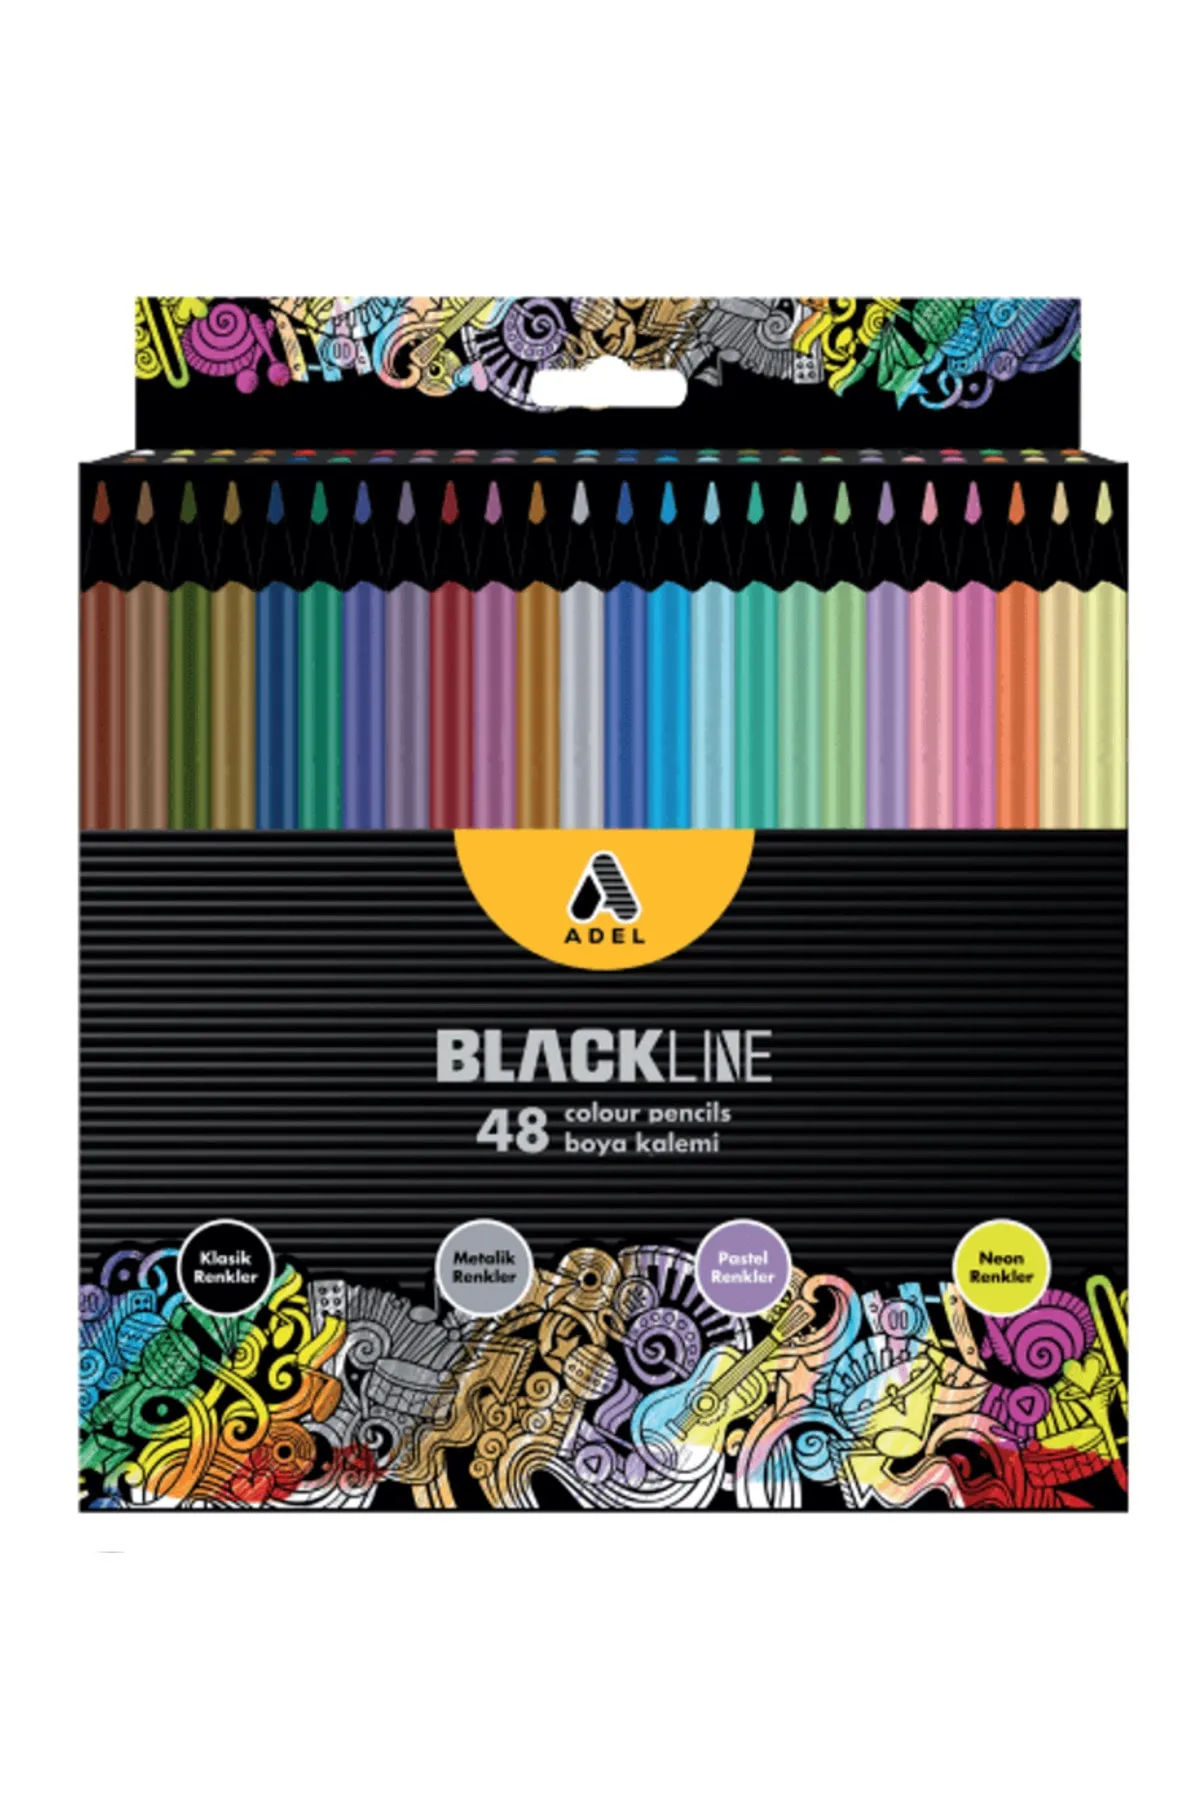 ADEL
BLACKLINE
48 colour pencils
boya kalemi
Klasik
Renkler
Metalik
Renkler
Pastel
Renkler
Neon
Renkler